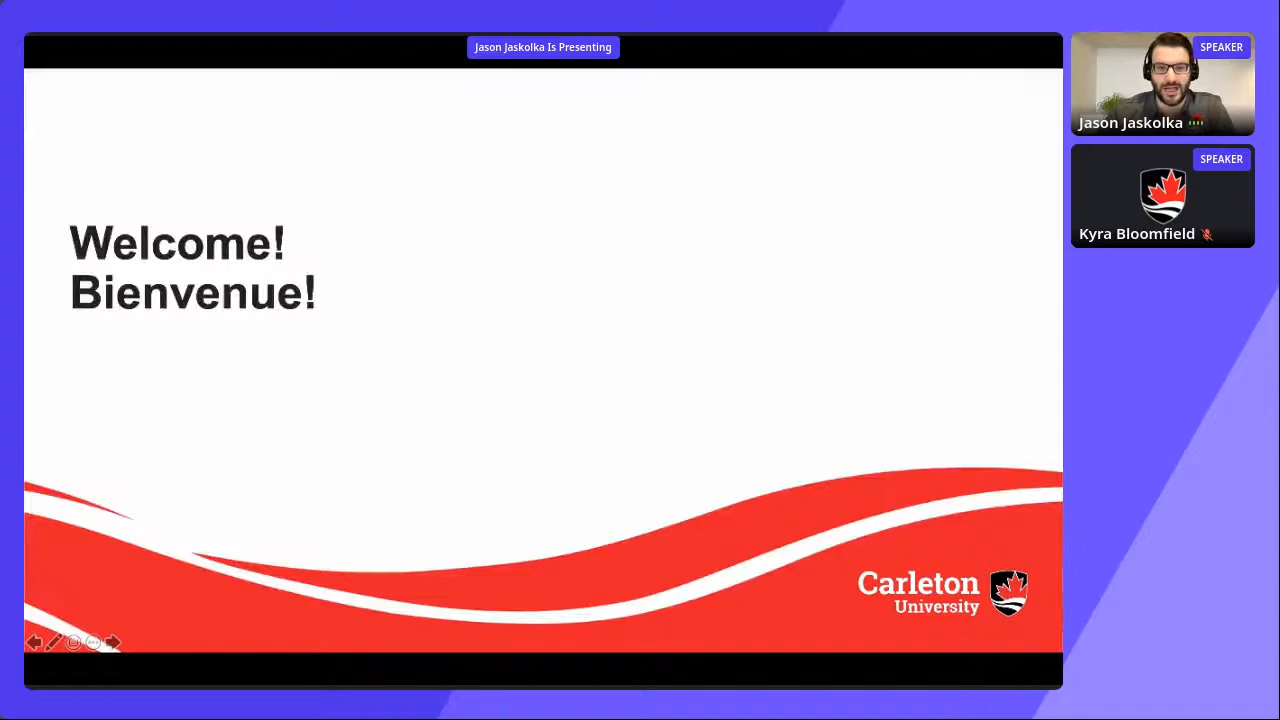 Jason Jaskolka Is Presenting
Welcome!
Bienvenue!
Carleton
University
SPEAKER
Jason Jaskolka
SPEAKER
Kyra Bloomfield